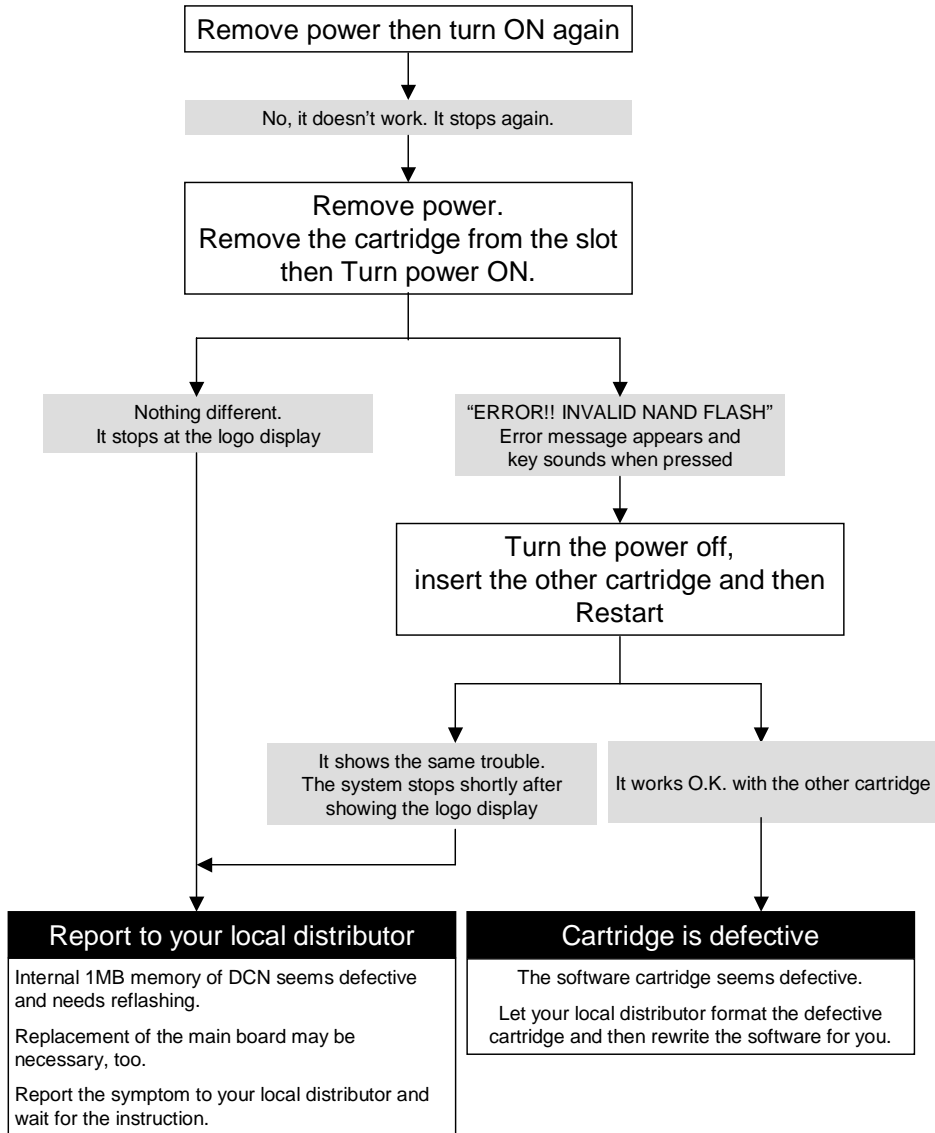 Remove power then turn ON again
No, it doesn't work. It stops again.
Remove power.
Remove the cartridge from the slot
then Turn power ON.
Nothing different.
It stops at the logo display
“ERROR!! INVALID NAND FLASH”
Error message appears and
key sounds when pressed
Turn the power off,
insert the other cartridge and then
Restart
It shows the same trouble.
The system stops shortly after
showing the logo display
It works O.K. with the other cartridge
Report to your local distributor
Internal 1MB memory of DCN seems defective
and needs reflashing.
Replacement of the main board may be
necessary, too.
Report the symptom to your local distributor and
wait for the instruction.
Cartridge is defective
The software cartridge seems defective.
Let your local distributor format the defective
cartridge and then rewrite the software for you.